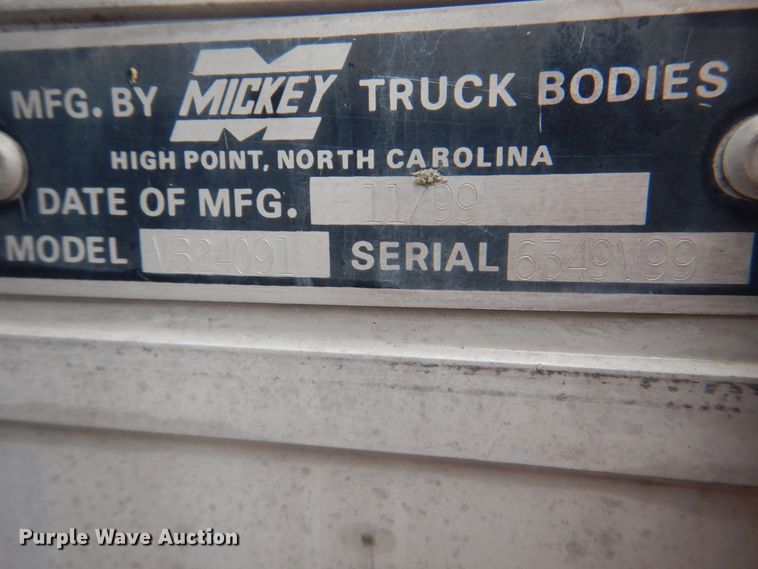 MFG. BY MICKEY TRUCK BODIES
HIGH POINT, NORTH CAROLINA
DATE OF MFG. 11/99
MODEL VB24091 SERIAL 6349V99
Purple Wave Auction